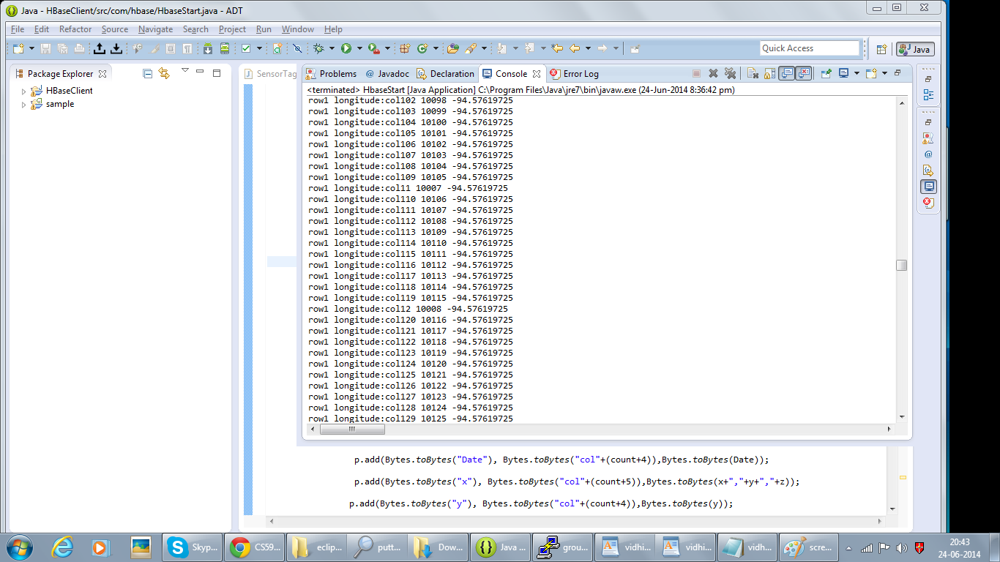 Java - HBaseClient/src/com/hbase/HbaseStart.java - ADT
File Edit Refactor Source Navigate Search Project Run Window Help
Quick Access
Java
Package Explorer
HBaseClient
sample
SensorTag
Problems @ Javadoc Declaration Console Error Log
<terminated> HbaseStart [Java Application] C:\Program Files\Java\jre7\bin\javaw.exe (24-Jun-2014 8:36:42 pm)
row1 longitude:col102 10098 -94.57619725
row1 longitude:col103 10099 -94.57619725
row1 longitude:col104 10100 -94.57619725
row1 longitude:col105 10101 -94.57619725
row1 longitude:col106 10102 -94.57619725
row1 longitude:col107 10103 -94.57619725
row1 longitude:col108 10104 -94.57619725
row1 longitude:col109 10105 -94.57619725
row1 longitude:col11 10007 -94.57619725
row1 longitude:col110 10106 -94.57619725
row1 longitude:col111 10107 -94.57619725
row1 longitude:col112 10108 -94.57619725
row1 longitude:col113 10109 -94.57619725
row1 longitude:col114 10110 -94.57619725
row1 longitude:col115 10111 -94.57619725
row1 longitude:col116 10112 -94.57619725
row1 longitude:col117 10113 -94.57619725
row1 longitude:col118 10114 -94.57619725
row1 longitude:col119 10115 -94.57619725
row1 longitude:col12 10008 -94.57619725
row1 longitude:col120 10116 -94.57619725
row1 longitude:col121 10117 -94.57619725
row1 longitude:col122 10118 -94.57619725
row1 longitude:col123 10119 -94.57619725
row1 longitude:col124 10120 -94.57619725
row1 longitude:col125 10121 -94.57619725
row1 longitude:col126 10122 -94.57619725
row1 longitude:col127 10123 -94.57619725
row1 longitude:col128 10124 -94.57619725
row1 longitude:col129 10125 -94.57619725
p.add(Bytes.toBytes("Date"), Bytes.toBytes("col"+(count+4)),Bytes.toBytes(Date));
p.add(Bytes.toBytes("x"), Bytes.toBytes("col"+(count+5)),Bytes.toBytes(x+","+y+","+z));
p.add(Bytes.toBytes("y"), Bytes.toBytes("col"+(count+4)),Bytes.toBytes(y));
Skyp... CS59... eclip... putt... Dow... Java ... grou... vidhi... vidhi... vidh... scre... 20:43
24-06-2014